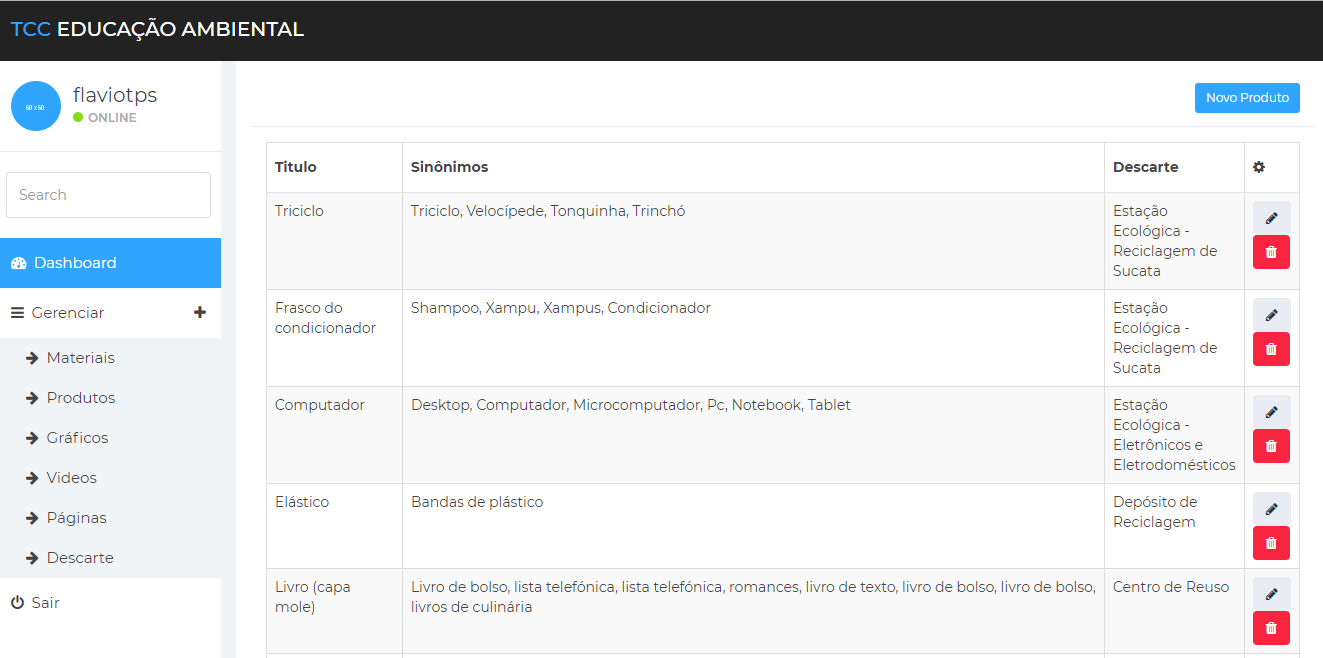 TCC EDUCAÇÃO AMBIENTAL
50 x 50
flaviotps
ONLINE
Search
Dashboard
Gerenciar
Materiais
Produtos
Gráficos
Videos
Páginas
Descarte
Sair
Novo Produto
Titulo Sinônimos Descarte
Triciclo Triciclo, Velocípede, Tonquinha, Trinchó Estação
Ecológica -
Reciclagem de
Sucata
Frasco do Shampoo, Xampu, Xampus, Condicionador Estação
condicionador Ecológica -
Reciclagem de
Sucata
Computador Desktop, Computador, Microcomputador, Pc, Notebook, Tablet Estação
Ecológica -
Eletrônicos e
Eletrodomésticos
Elástico Bandas de plástico Depósito de
Reciclagem
Livro (capa Livro de bolso, lista telefónica, lista telefónica, romances, livro de texto, livro de bolso, livro de bolso, Centro de Reuso
mole) livros de culinária